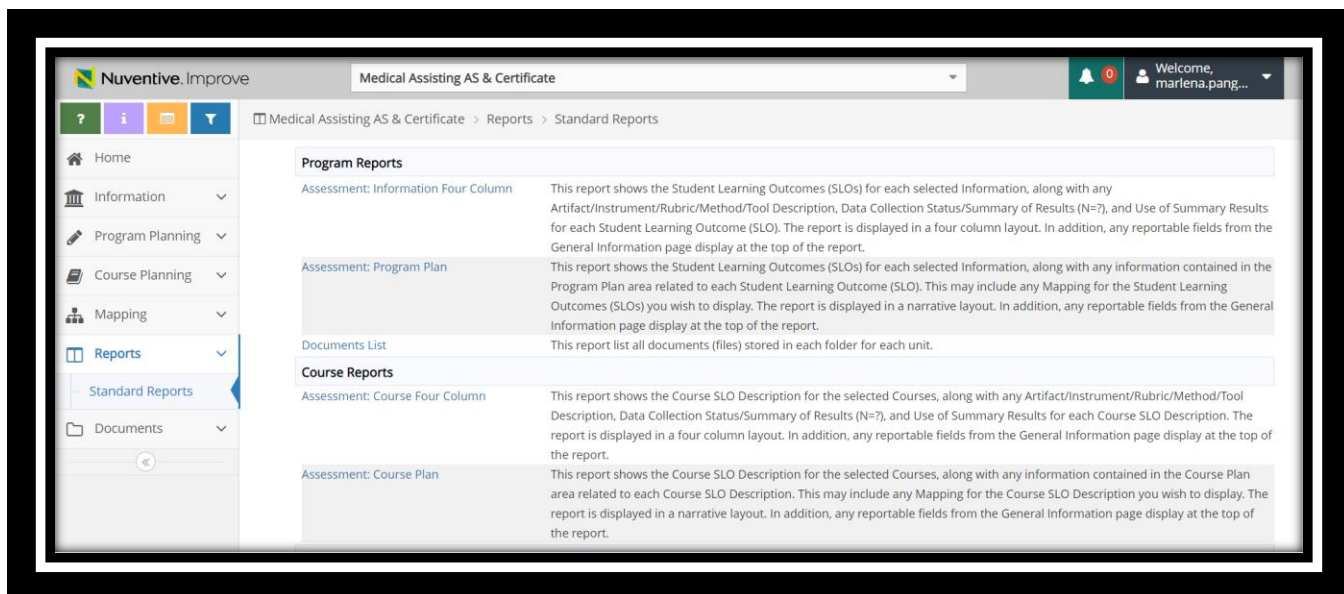 Nuventive. Improve
Medical Assisting AS & Certificate
0
Welcome,
marlena.pang...
? i
Medical Assisting AS & Certificate > Reports > Standard Reports
Home
Information
Program Planning
Course Planning
Mapping
Reports
Standard Reports
Documents
Program Reports
Assessment: Information Four Column
This report shows the Student Learning Outcomes (SLOs) for each selected Information, along with any
Artifact/Instrument/Rubric/Method/Tool Description, Data Collection Status/Summary of Results (N=?), and Use of Summary Results
for each Student Learning Outcome (SLO). The report is displayed in a four column layout. In addition, any reportable fields from the
General Information page display at the top of the report.
Assessment: Program Plan
This report shows the Student Learning Outcomes (SLOs) for each selected Information, along with any information contained in the
Program Plan area related to each Student Learning Outcome (SLO). This may include any Mapping for the Student Learning
Outcomes (SLOs) you wish to display. The report is displayed in a narrative layout. In addition, any reportable fields from the General
Information page display at the top of the report.
Documents List
This report list all documents (files) stored in each folder for each unit.
Course Reports
Assessment: Course Four Column
This report shows the Course SLO Description for the selected Courses, along with any Artifact/Instrument/Rubric/Method/Tool
Description, Data Collection Status/Summary of Results (N=?), and Use of Summary Results for each Course SLO Description. The
report is displayed in a four column layout. In addition, any reportable fields from the General Information page display at the top of
the report.
Assessment: Course Plan
This report shows the Course SLO Description for the selected Courses, along with any information contained in the Course Plan
area related to each Course SLO Description. This may include any Mapping for the Course SLO Description you wish to display. The
report is displayed in a narrative layout. In addition, any reportable fields from the General Information page display at the top of
the report.